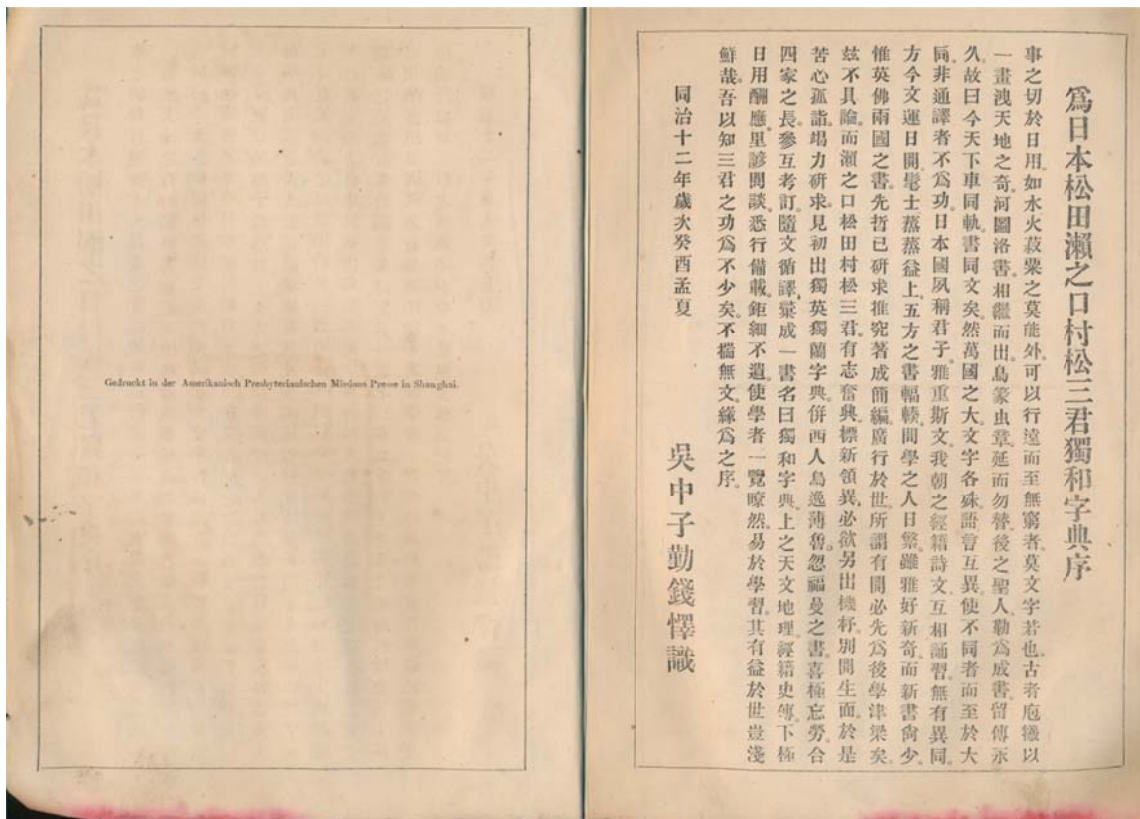 爲日本松田瀨之口村松三君獨和字典序
事之切於日用。如水火菽粟之莫能外。可以行遠而至無窮者。莫文字若也。古者庖犧以
一畫洩天地之奇。河圖洛書。相繼而出。鳥篆虫章。延而勿替。後之聖人。勒爲成書。留傳永
久。故曰今天下車同軌。書同文矣。然萬國之大。文字各殊。語言互異。使不同者而至於大
同。非通譯者不爲功。日本國夙稱君子。雅重斯文。我朝之經籍詩文。互相誦習。無有異同。
方今文運日開。髦士蒸蒸益上。五方之書輻輳。間學之人日繁。雖雅好新奇。而新書尙少。
惟英佛兩國之書。先哲已研求推究。著成簡編。廣行於世。所謂有開必先。爲後學津梁矣。
玆不具論。而瀨之口松田村松三君。有志奮興。標新領異。必欲另出機杼。別開生面。於是
苦心孤詣。竭力研求。見初出獨英獨蘭字典。倂西人烏逸薄魯。忽福曼之書。喜極忘勞。合
四家之長。參互考訂。隨文循譯。彙成一書。名曰獨和字典。上之天文地理。經籍史傳。下極
日用酬應。里諺閒談。悉行備載。鉅細不遺。使學者一覽暸然。易於學習。其有益於世。豈淺
鮮哉。吾以知三君之功爲不少矣。不揣無文。緣爲之序。
同治十二年歲次癸酉孟夏
吳中子勤錢懌識
Gedruckt in der Amerikanisch Presbyterianischen Missions Presse in Shanghai.